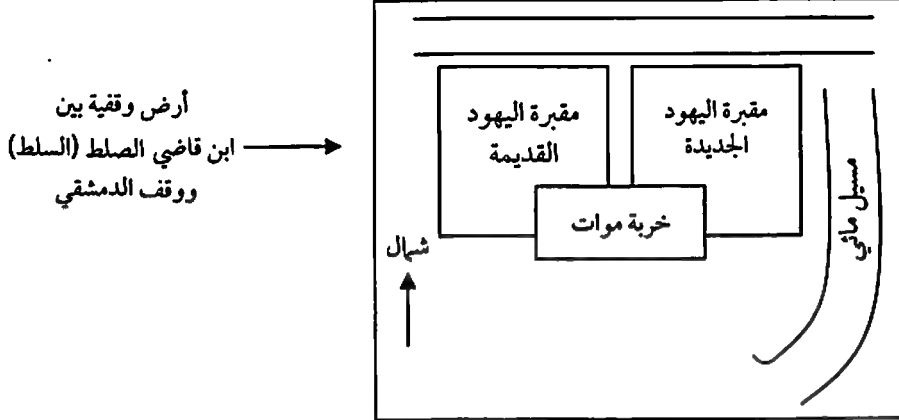 أرض وقفية بين
ابن قاضي الصلط (السلط)
ووقف الدمشقي
مقبرة اليهود
الجديدة
مقبرة اليهود
القديمة
خربة موات
مسيل مائي
شمال